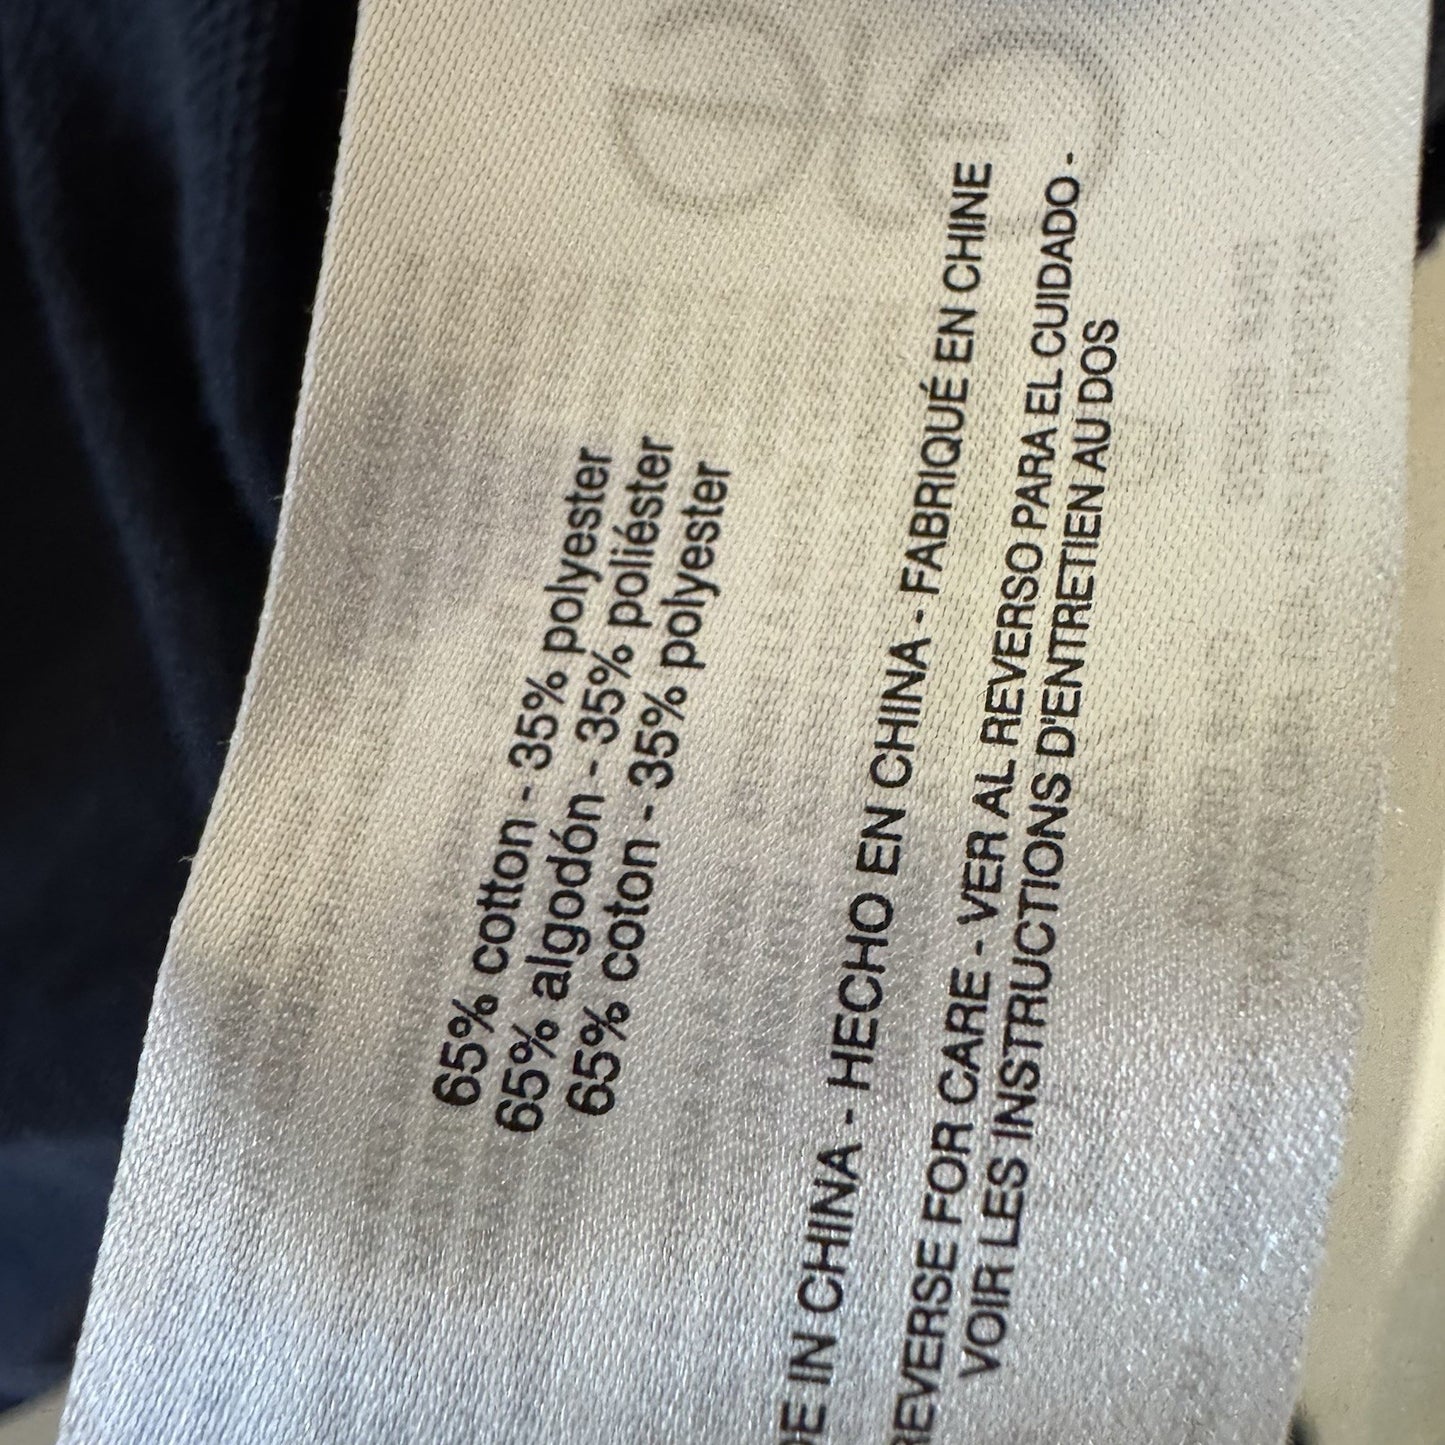 65% cotton - 35% polyester
65% algodón - 35% poliéster
65% coton - 35% polyester
IN CHINA - HECHO EN CHINA - FABRIQUÉ EN CHINE
REVERSE FOR CARE - VER AL REVERSO PARA EL CUIDADO -
VOIR LES INSTRUCTIONS D'ENTRETIEN AU DOS